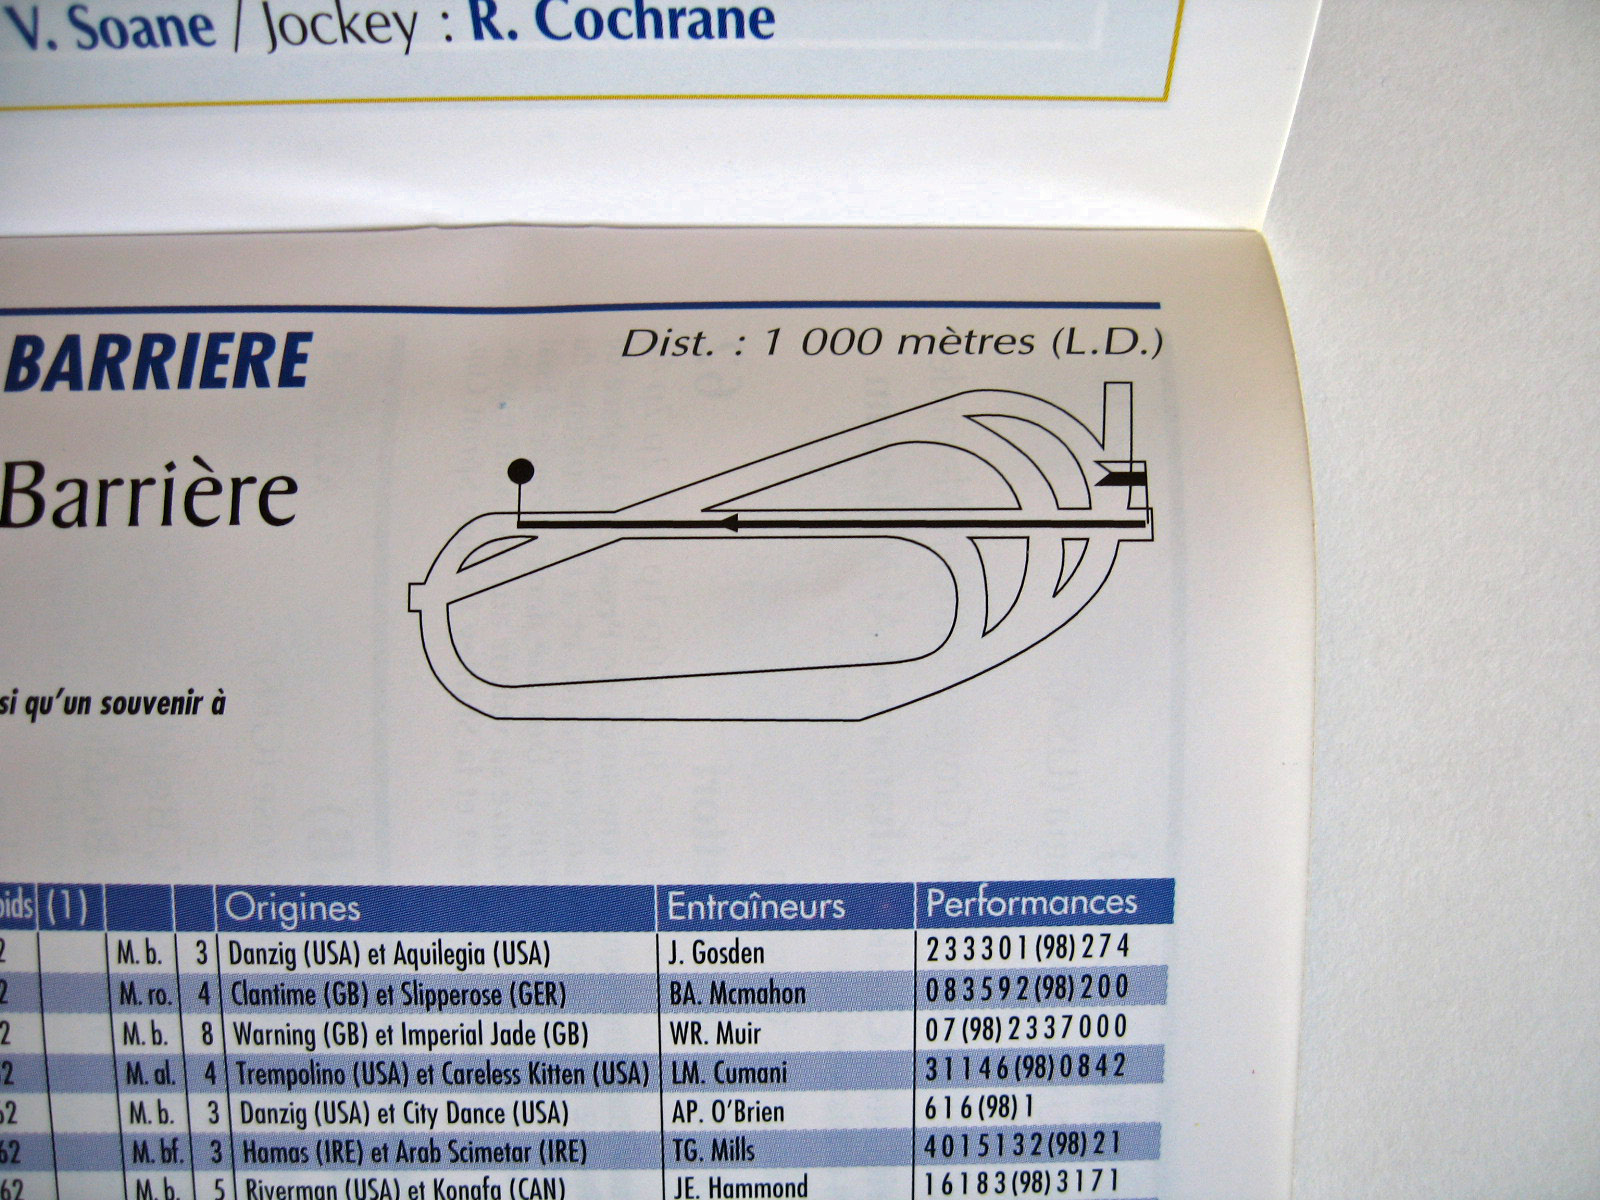 V. Soane / Jockey : R. Cochrane
BARRIERE
Dist. : 1 000 mètres (L.D.)
Barrière
si qu'un souvenir à
(1) Origines Entraîneurs Performances
2 M. b. 3 Danzig (USA) et Aquilegia (USA) J. Gosden 2 3 3 3 0 1 (98) 2 7 4
2 M. ro. 4 Clantime (GB) et Slipperose (GER) BA. Mcmahon 0 8 3 5 9 2 (98) 2 0 0
2 M. b. 8 Warning (GB) et Imperial Jade (GB) WR. Muir 0 7 (98) 2 3 3 7 0 0 0
2 M. al. 4 Trempolino (USA) et Careless Kitten (USA) LM. Cumani 3 1 1 4 6 (98) 0 8 4 2
62 M. b. 3 Danzig (USA) et City Dance (USA) AP. O'Brien 6 1 6 (98) 1
62 M. bf. 3 Hamas (IRE) et Arab Scimetar (IRE) TG. Mills 4 0 1 5 1 3 2 (98) 2 1
62 M. b. 5 Riverman (USA) et Konafa (CAN) JE. Hammond 1 6 1 8 3 (98) 3 1 7 1